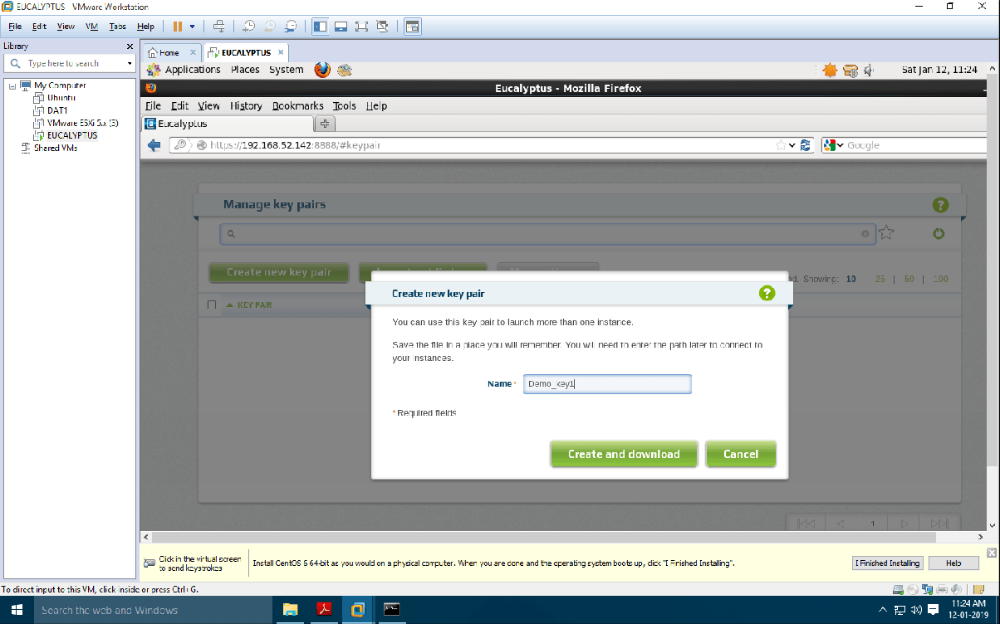 EUCALYPTUS - VMware Workstation
File Edit View VM Tabs Help
Library
Type here to search
My Computer
Ubuntu
DAT1
VMware ESXi 5.x (3)
EUCALYPTUS
Shared VMs
Home EUCALYPTUS
Applications Places System Sat Jan 12, 11:24
Eucalyptus - Mozilla Firefox
File Edit View History Bookmarks Tools Help
Eucalyptus
https://192.168.52.142:8888/#keypair Google
Manage key pairs ?
Create new key pair
Showing: 10 | 25 | 50 | 100
KEY PAIR
Create new key pair ?
You can use this key pair to launch more than one instance.
Save the file in a place you will remember. You will need to enter the path later to connect to
your instances.
Name * Demo_key1
* Required fields
Create and download Cancel
1
Click in the virtual screen
to send keystrokes
Install CentOS 6 64-bit as you would on a physical computer. When you are done and the operating system boots up, click "I Finished Installing".
I Finished Installing Help
To direct input to this VM, click inside or press Ctrl+G.
Search the web and Windows
11:24 AM
12-01-2019